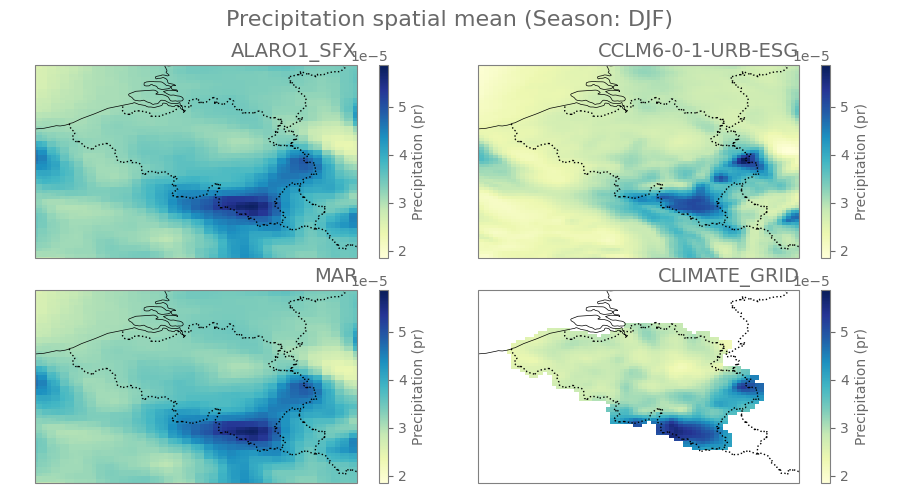 Precipitation spatial mean (Season: DJF)
ALARO1_SFX
1e−5
5
4
3
2
Precipitation (pr)
CCLM6-0-1-URB-ESG
1e−5
5
4
3
2
Precipitation (pr)
MAR
1e−5
5
4
3
2
Precipitation (pr)
CLIMATE_GRID
1e−5
5
4
3
2
Precipitation (pr)